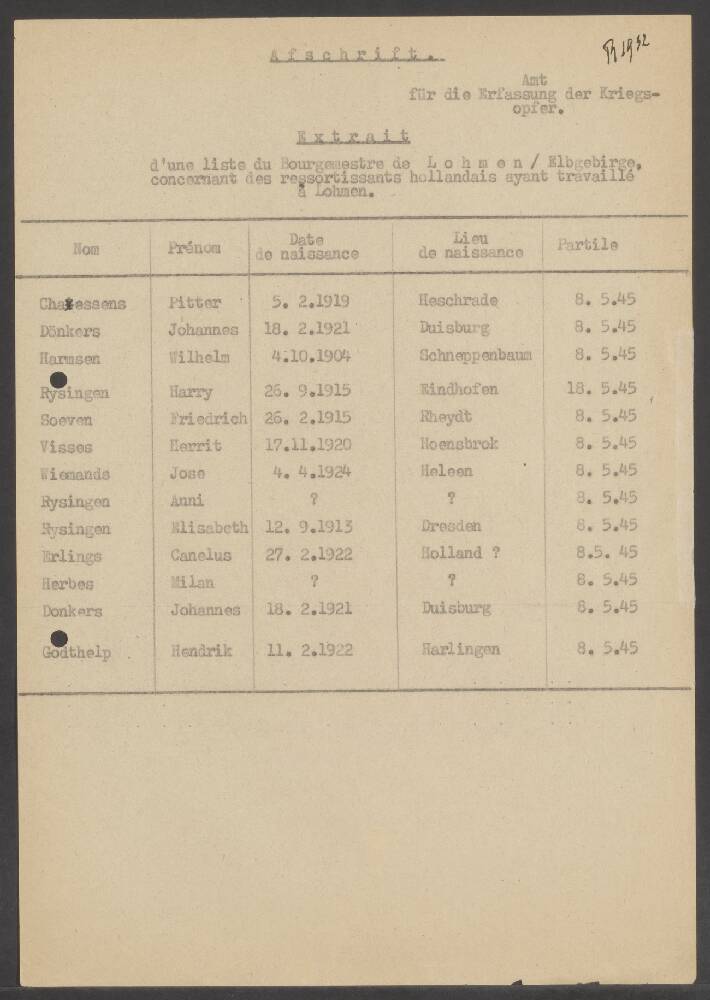 Afschrift.
Amt
für die Erfassung der Kriegs-
opfer.
Extrait
d'une liste du Bourgemestre de L o h m e n / Elbgebirge,
concernant des ressortissants hollandais ayant travaillé
à Lohmen.
Nom Prénom Date de naissance Lieu de naissance Partile
Pitter 5. 2.1919 Heschrade 8. 5.45
Dönkers Johannes 18. 2.1921 Duisburg 8. 5.45
Harmsen Wilhelm 4.10.1904 Schneppenbaum 8. 5.45
Rysingen Harry 26. 9.1915 Eindhofen 18. 5.45
Soeven Friedrich 26. 2.1915 Rheydt 8. 5.45
Visses Herrit 17.11.1920 Hoensbrok 8. 5.45
Wiemands Jose 4. 4.1924 Heleen 8. 5.45
Rysingen Anni ? ? 8. 5.45
Rysingen Elisabeth 12. 9.1913 Dresden 8. 5.45
Erlings Canelus 27. 2.1922 Holland ? 8.5. 45
Herbes Milan ? ? 8. 5.45
Donkers Johannes 18. 2.1921 Duisburg 8. 5.45
Godthelp Hendrik 11. 2.1922 Harlingen 8. 5.45